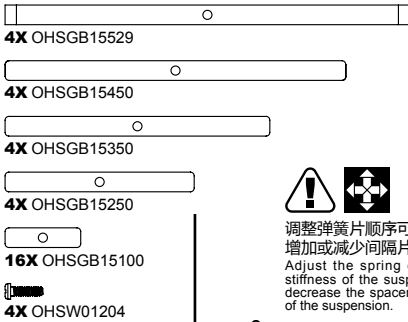 4X OHSGB15529
4X OHSGB15450
4X OHSGB15350
4X OHSGB15250
16X OHSGB15100
4X OHSW01204
调整弹簧片顺序可
增加或减少间隔片
Adjust the spring
stiffness of the susp
decrease the spacer
of the suspension.